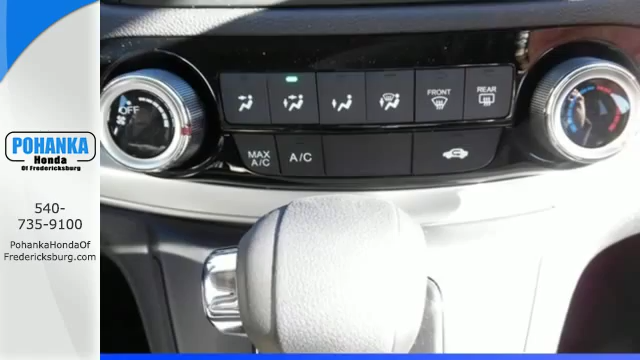 POHANKA
Honda
Of Fredericksburg
540-
735-9100
PohankaHondaOf
Fredericksburg.com
OFF
FRONT
REAR
MAX
A/C
A/C